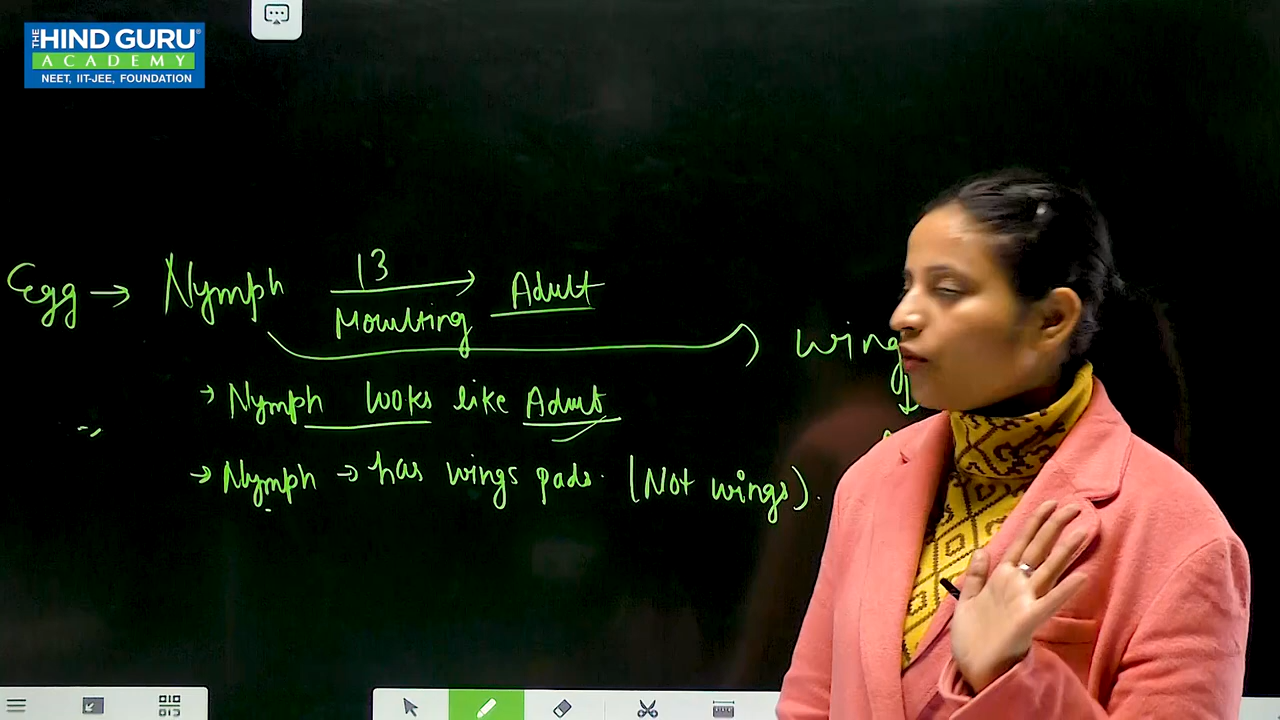 THE HIND GURU®
ACADEMY
NEET, IIT-JEE, FOUNDATION
Egg → Nymph 13 Moulting → Adult
wing
→ Nymph looks like Adult
→ Nymph → has wings pads. (Not wings).